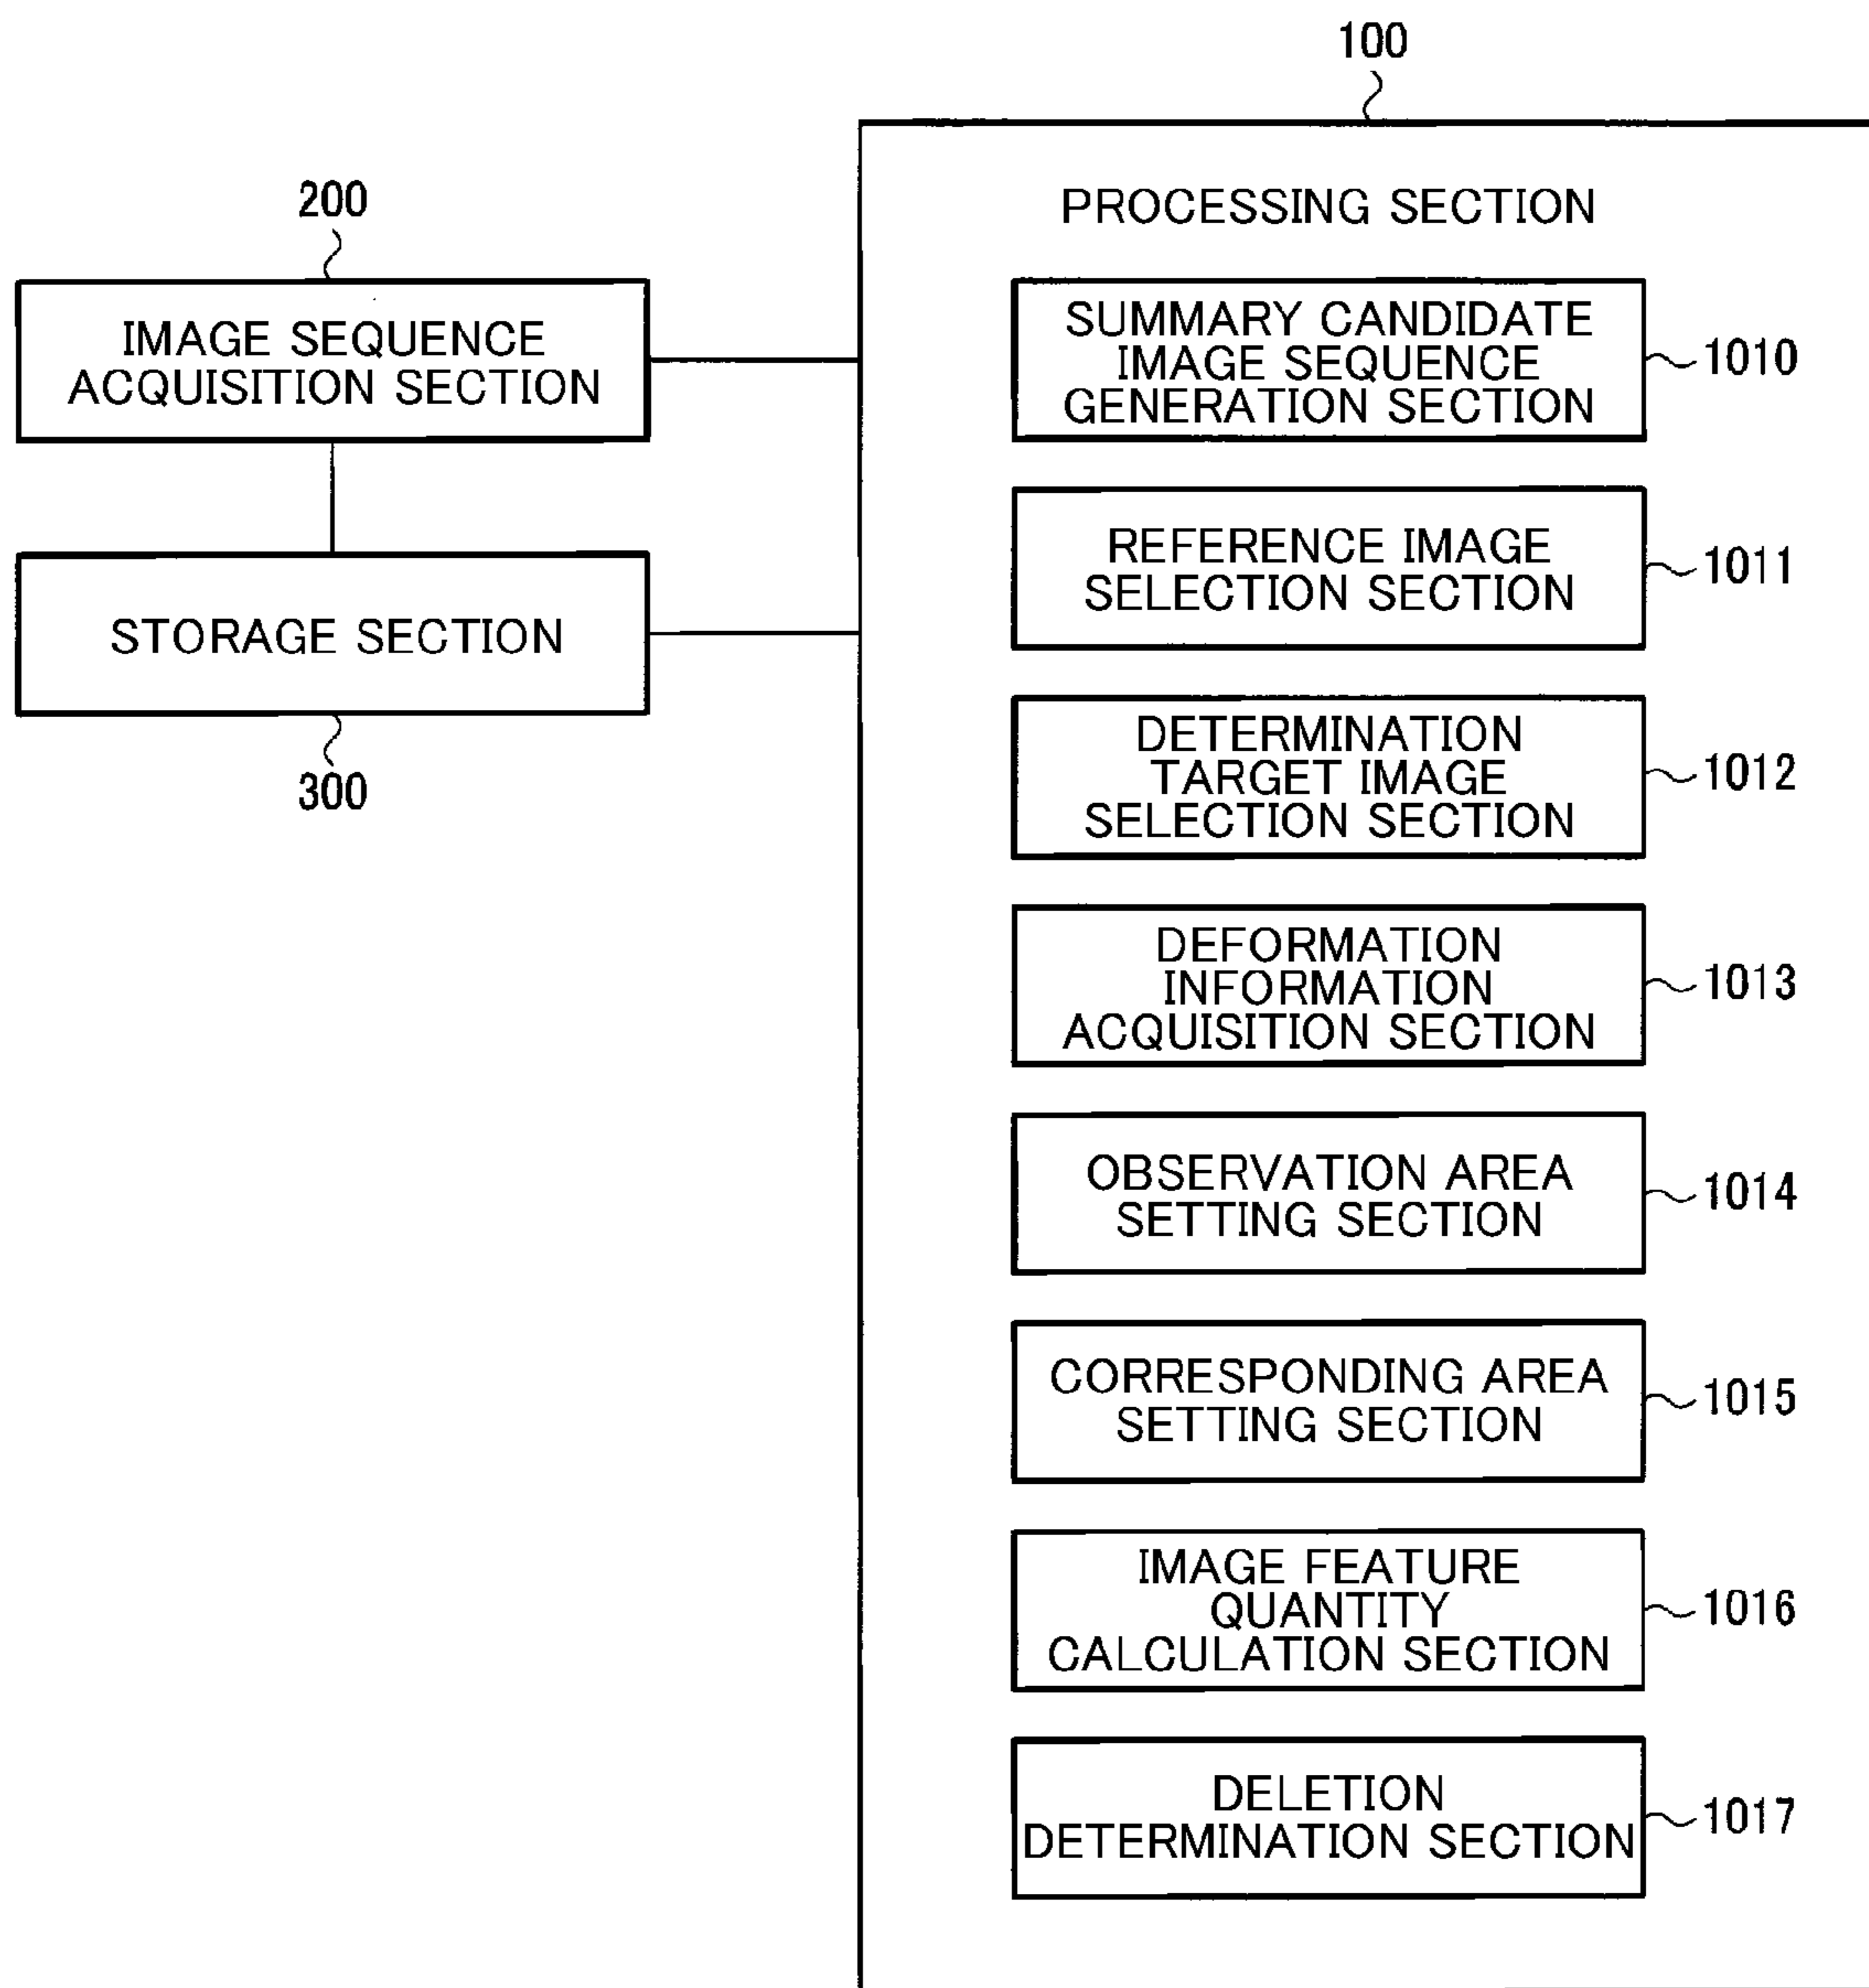 100
PROCESSING SECTION
200
IMAGE SEQUENCE
ACQUISITION SECTION
STORAGE SECTION
300
SUMMARY CANDIDATE
IMAGE SEQUENCE
GENERATION SECTION
1010
REFERENCE IMAGE
SELECTION SECTION
1011
DETERMINATION
TARGET IMAGE
SELECTION SECTION
1012
DEFORMATION
INFORMATION
ACQUISITION SECTION
1013
OBSERVATION AREA
SETTING SECTION
1014
CORRESPONDING AREA
SETTING SECTION
1015
IMAGE FEATURE
QUANTITY
CALCULATION SECTION
1016
DELETION
DETERMINATION SECTION
1017